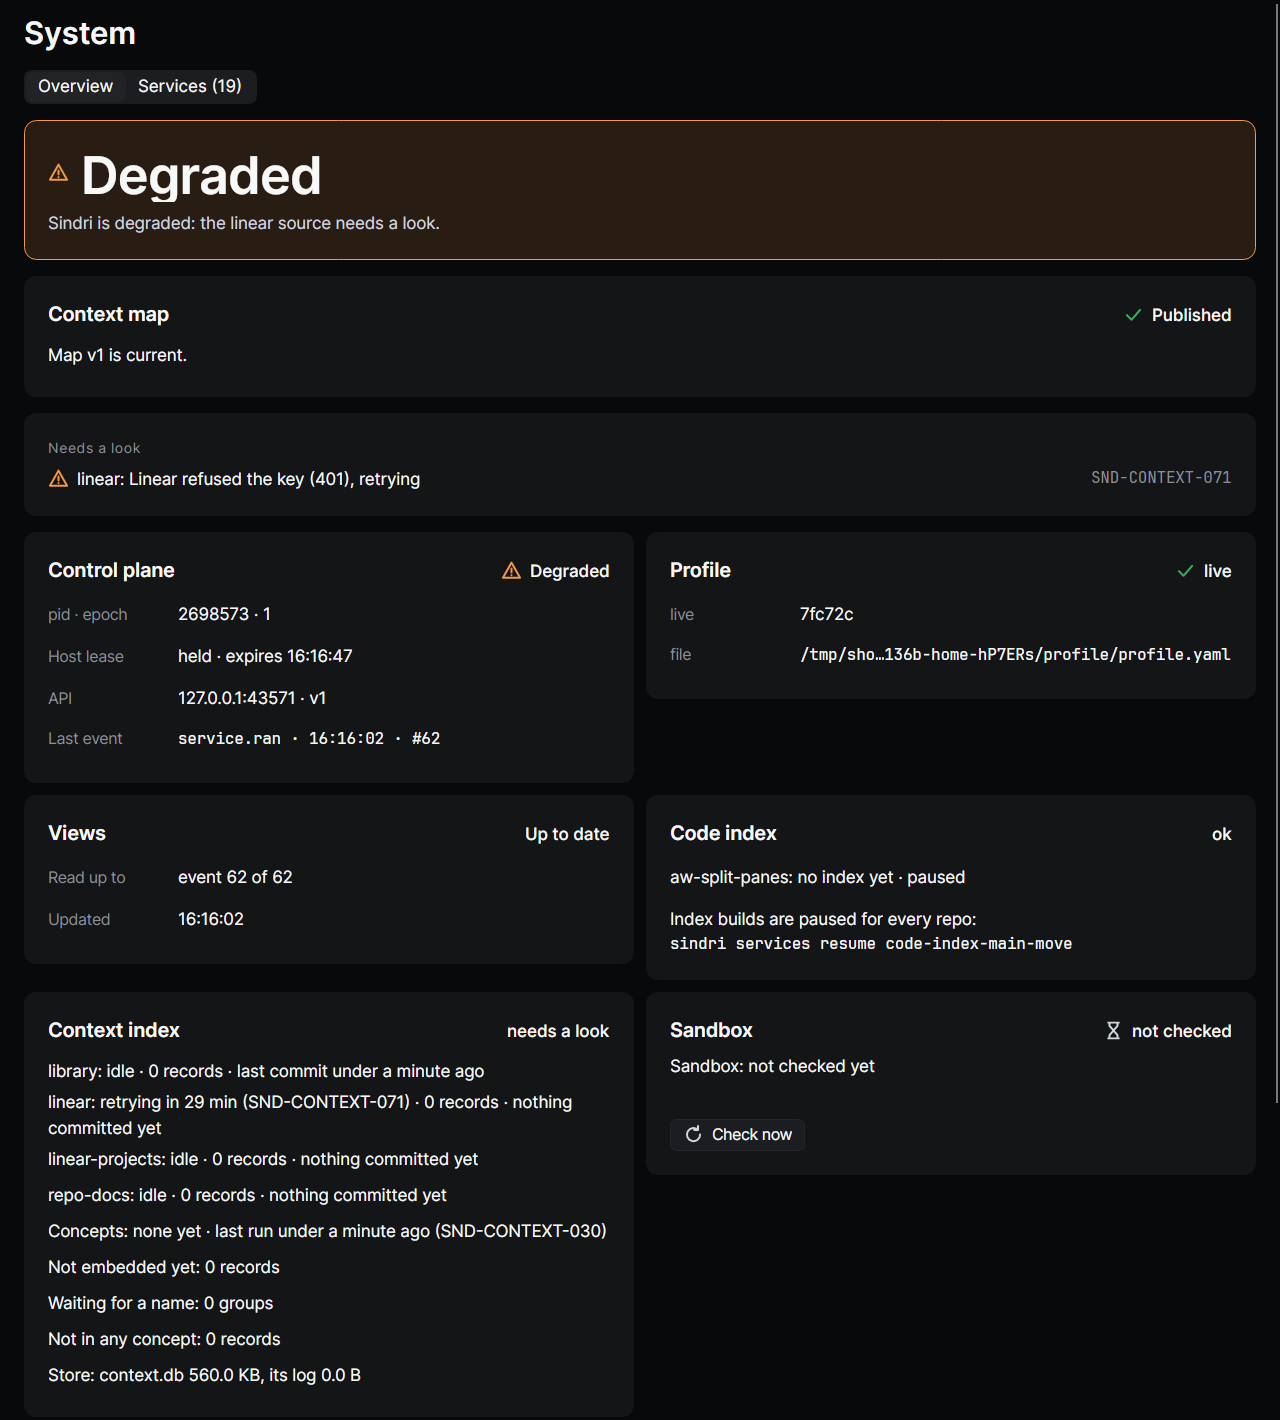 System
Overview
Services (19)
Degraded
Sindri is degraded: the linear source needs a look.
Context map
Published
Map v1 is current.
Needs a look
linear: Linear refused the key (401), retrying
SND-CONTEXT-071
Control plane
Degraded
pid · epoch
2698573 · 1
Host lease
held · expires 16:16:47
API
127.0.0.1:43571 · v1
Last event
service.ran · 16:16:02 · #62
Profile
live
live
7fc72c
file
/tmp/sho…136b-home-hP7ERs/profile/profile.yaml
Views
Up to date
Read up to
event 62 of 62
Updated
16:16:02
Code index
ok
aw-split-panes: no index yet · paused
Index builds are paused for every repo:
sindri services resume code-index-main-move
Context index
needs a look
library: idle · 0 records · last commit under a minute ago
linear: retrying in 29 min (SND-CONTEXT-071) · 0 records · nothing
committed yet
linear-projects: idle · 0 records · nothing committed yet
repo-docs: idle · 0 records · nothing committed yet
Concepts: none yet · last run under a minute ago (SND-CONTEXT-030)
Not embedded yet: 0 records
Waiting for a name: 0 groups
Not in any concept: 0 records
Store: context.db 560.0 KB, its log 0.0 B
Sandbox
not checked
Sandbox: not checked yet
Check now